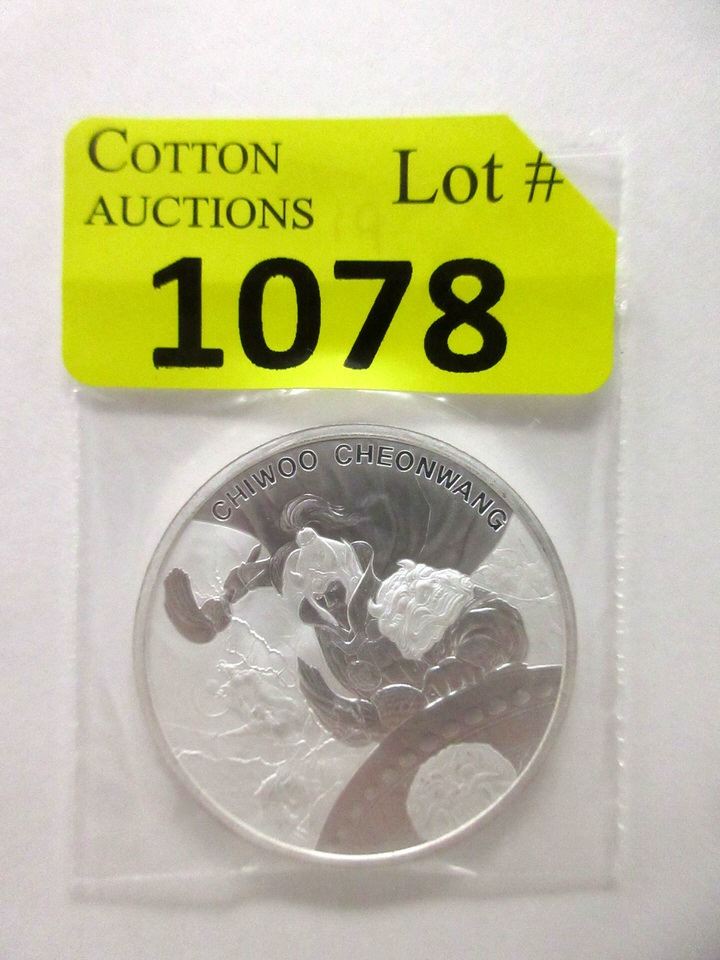 COTTON
AUCTIONS
Lot #
1078
CHIWOO CHEONWANG